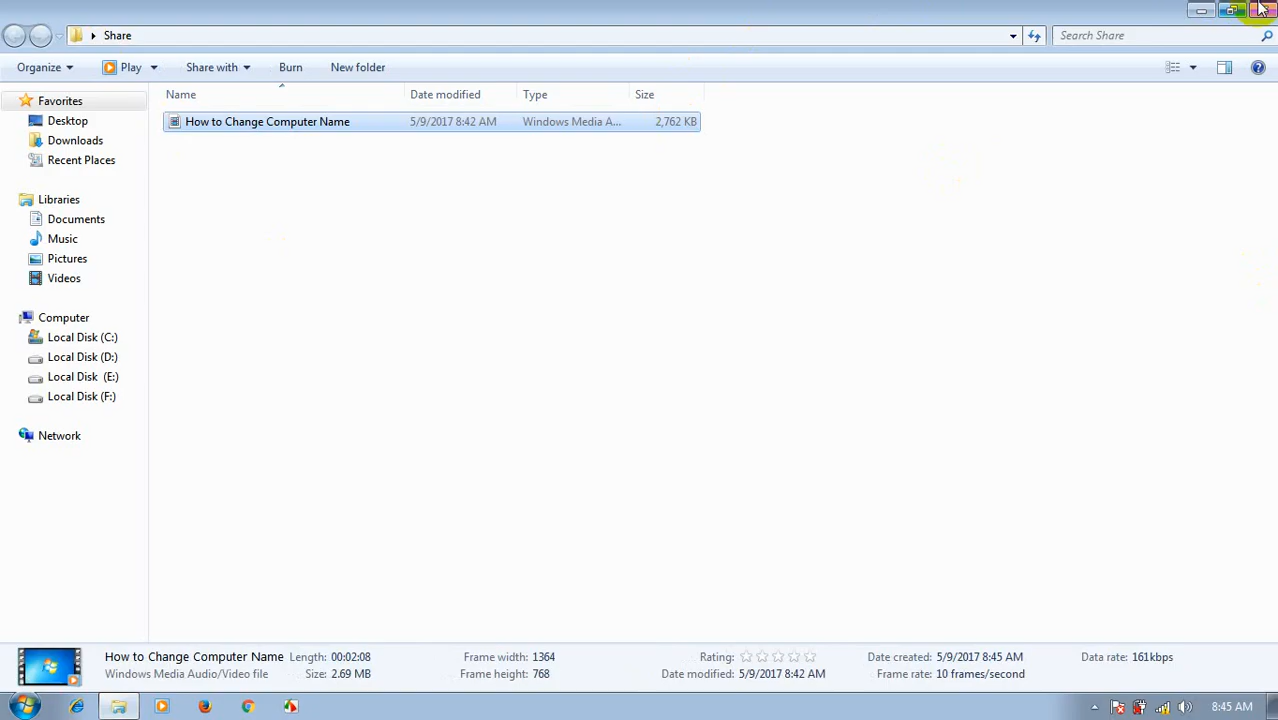 Share
Search Share
Organize Play Share with Burn New folder
Name Date modified Type Size
How to Change Computer Name 5/9/2017 8:42 AM Windows Media A... 2,762 KB
Favorites
Desktop
Downloads
Recent Places
Libraries
Documents
Music
Pictures
Videos
Computer
Local Disk (C:)
Local Disk (D:)
Local Disk (E:)
Local Disk (F:)
Network
How to Change Computer Name Length: 00:02:08 Frame width: 1364 Rating: Date created: 5/9/2017 8:45 AM Data rate: 161kbps
Windows Media Audio/Video file Size: 2.69 MB Frame height: 768 Date modified: 5/9/2017 8:42 AM Frame rate: 10 frames/second
8:45 AM